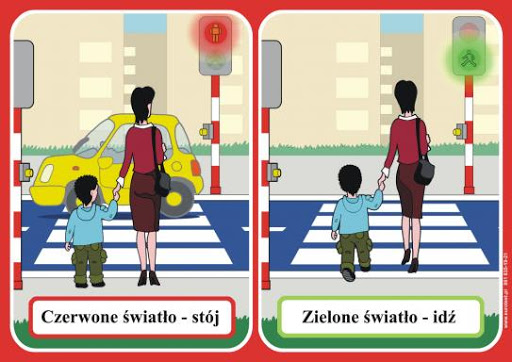 Czerwone światło - stój
Zielone światło - idź